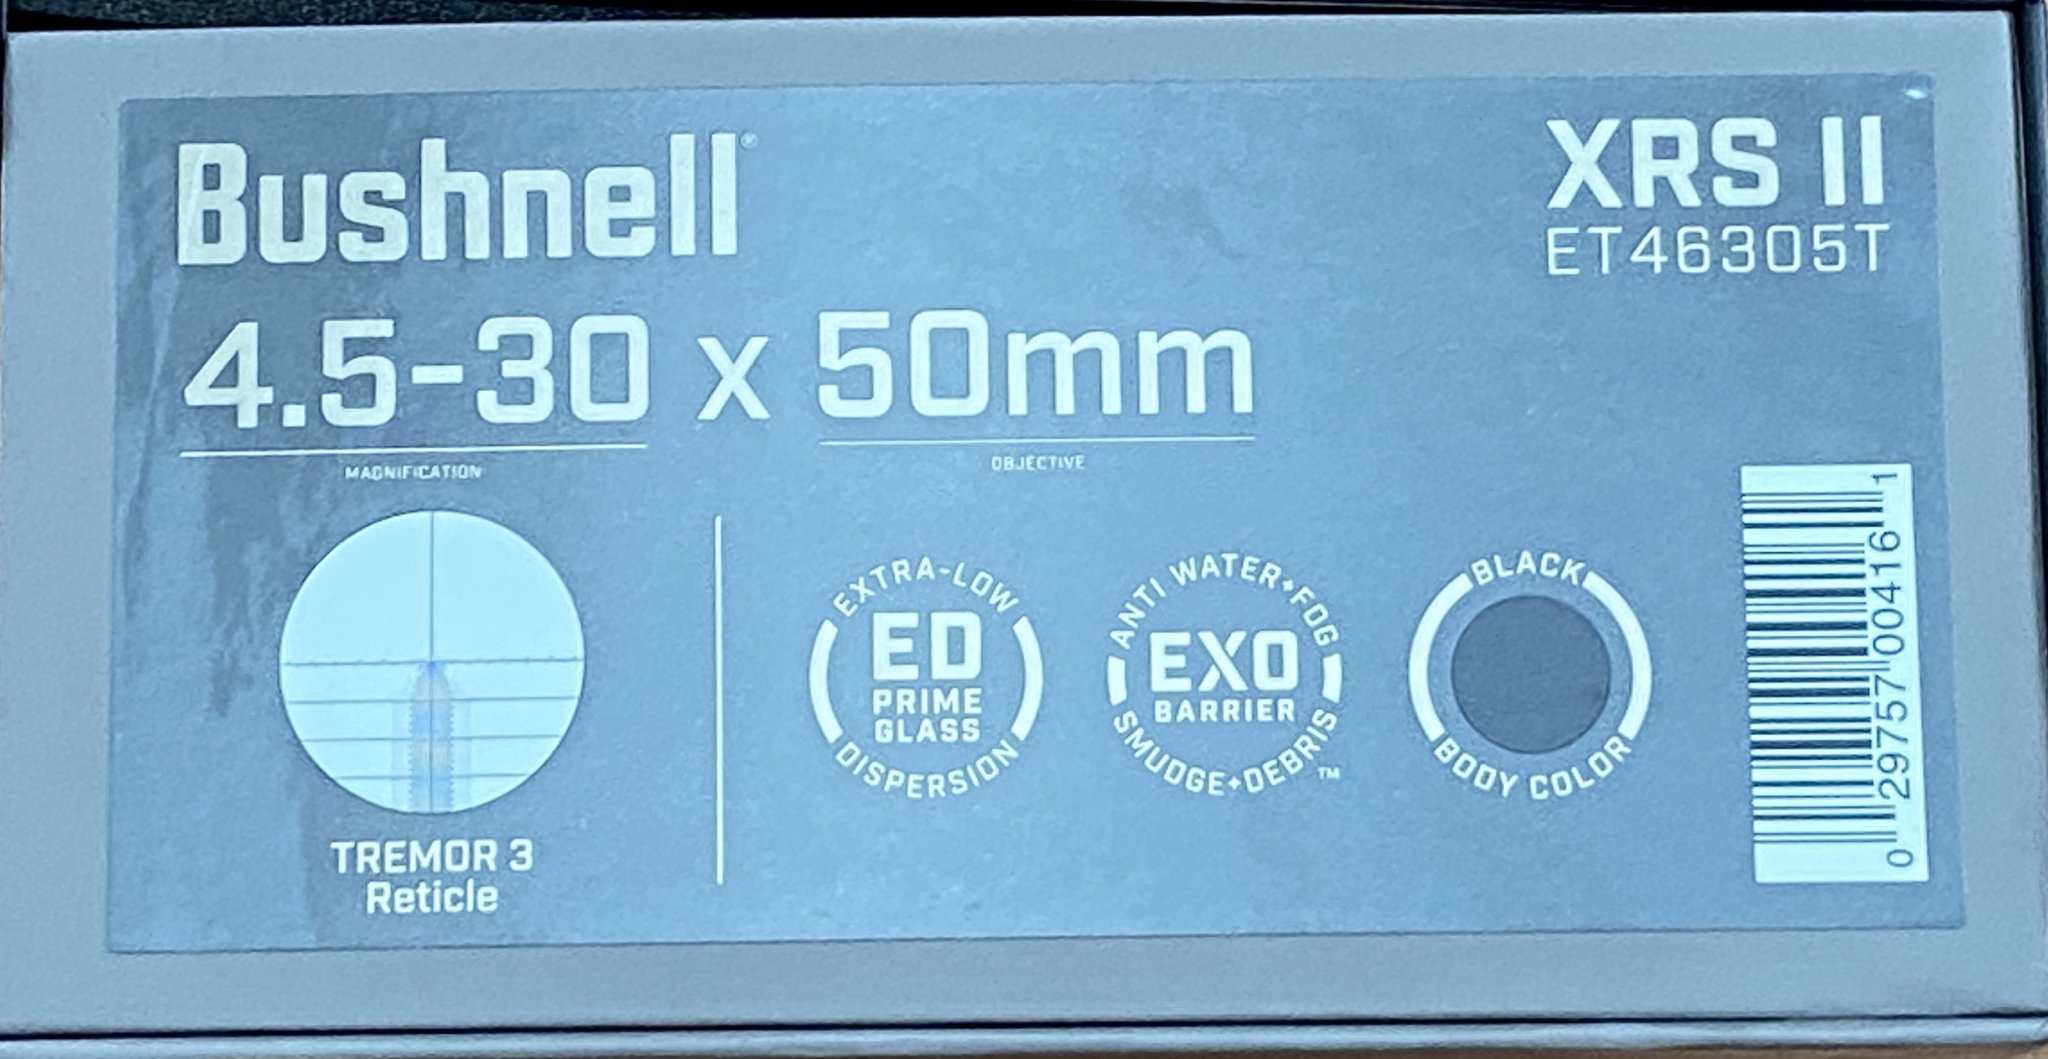 Bushnell®
XRS II
ET46305T
4.5-30 x 50mm
MAGNIFICATION
OBJECTIVE
TREMOR 3
Reticle
EXTRA-LOW
ED
PRIME
GLASS
DISPERSION
ANTI WATER+FOG
EXO
BARRIER
SMUDGE+DEBRIS™
BLACK
BODY COLOR
0 29757 00416 1